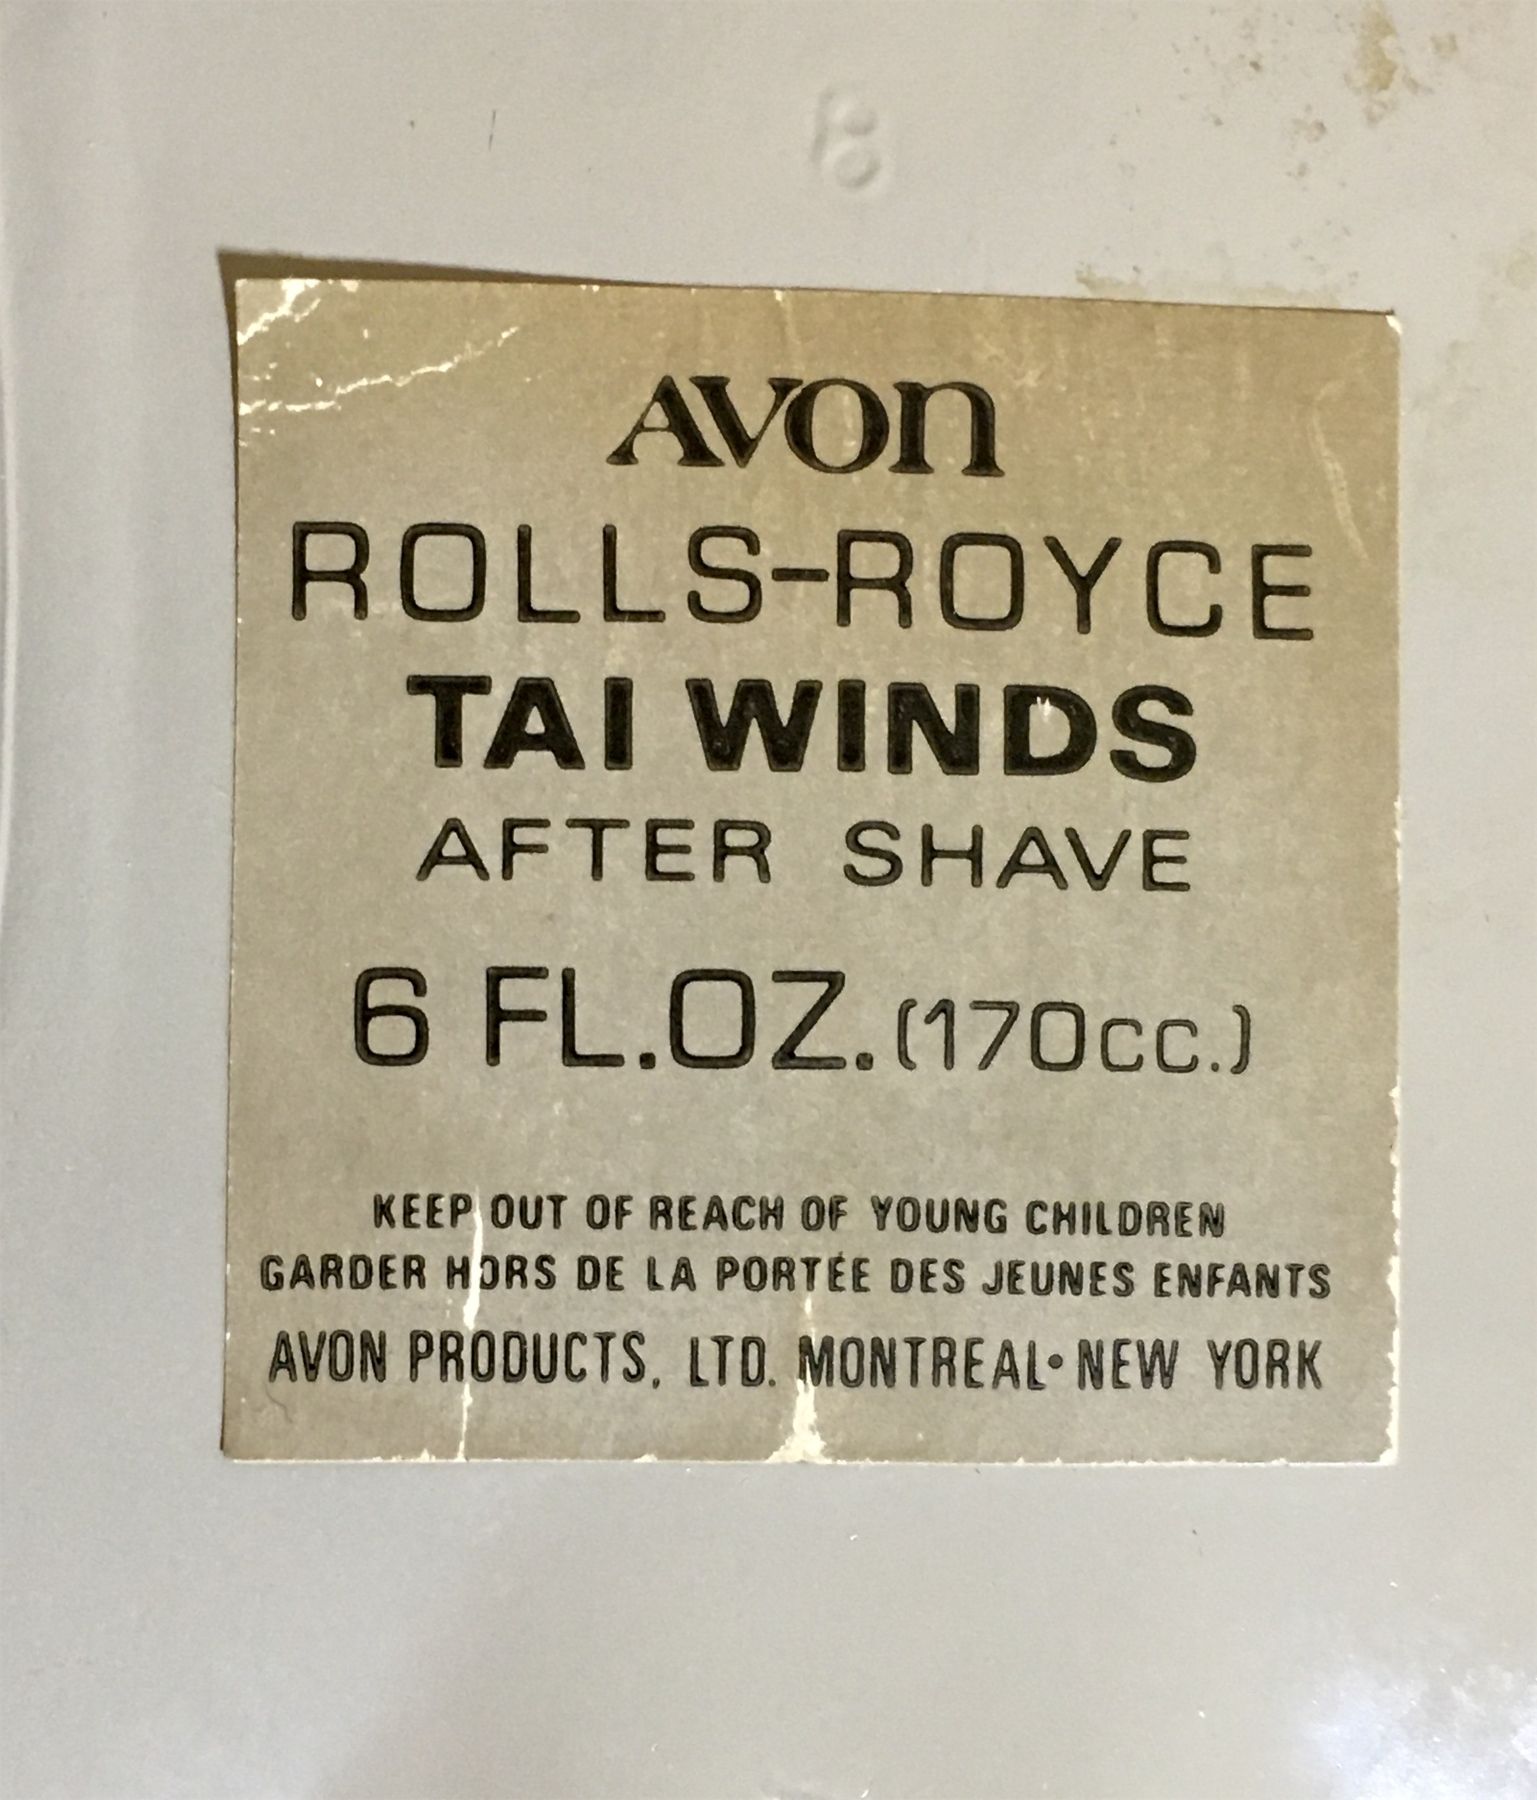 AVON
ROLLS-ROYCE
TAI WINDS
AFTER SHAVE
6 FL.OZ.(170cc.)
KEEP OUT OF REACH OF YOUNG CHILDREN
GARDER HORS DE LA PORTÉE DES JEUNES ENFANTS
AVON PRODUCTS, LTD. MONTREAL•NEW YORK